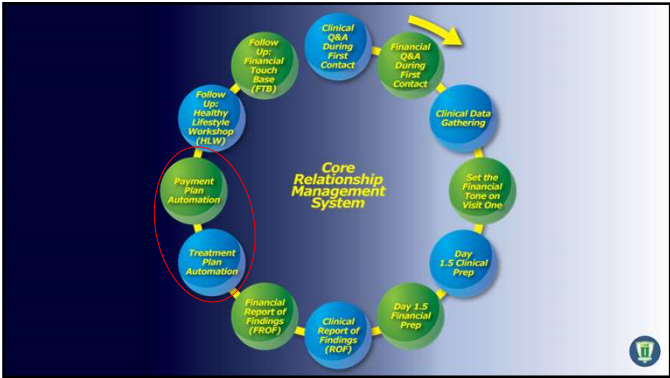 Clinical
Q&A
During
First
Contact
Financial
Q&A
During
First
Contact
Clinical Data
Gathering
Set the
Financial
Tone on
Visit One
Day
1.5 Clinical
Prep
Day 1.5
Financial
Prep
Clinical
Report of
Findings
(ROF)
Financial
Report of
Findings
(FROF)
Treatment
Plan
Automation
Payment
Plan
Automation
Follow
Up:
Healthy
Lifestyle
Workshop
(HLW)
Follow
Up:
Financial
Touch
Base
(FTB)
Core
Relationship
Management
System